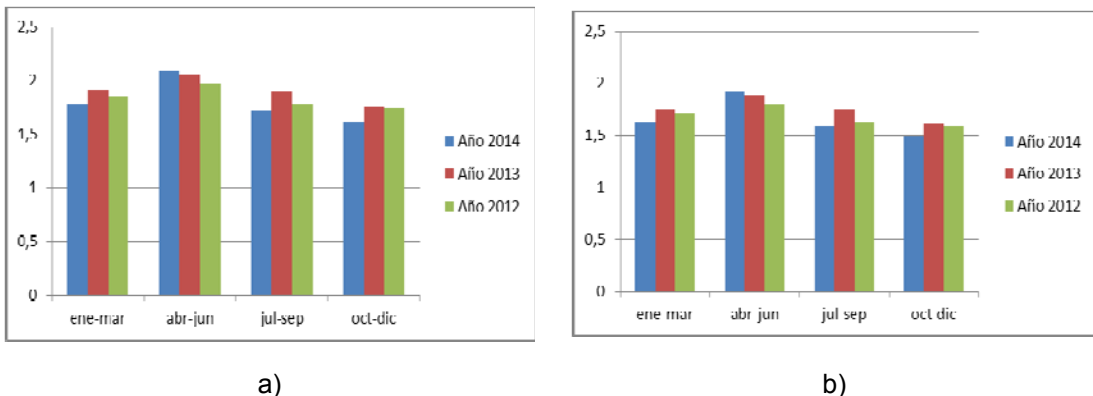 2,5
2
1,5
1
0,5
0
ene-mar abr-jun jul-sep oct-dic
Año 2014
Año 2013
Año 2012
a)
2,5
2
1,5
1
0,5
0
ene mar abr jun jul sep oct dic
Año 2014
Año 2013
Año 2012
b)